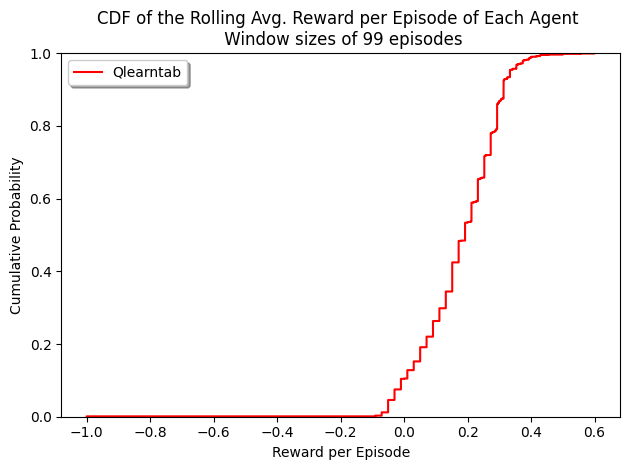 CDF of the Rolling Avg. Reward per Episode of Each Agent
Window sizes of 99 episodes
Qlearntab
Cumulative Probability
1.0
0.8
0.6
0.4
0.2
0.0
−1.0 −0.8 −0.6 −0.4 −0.2 0.0 0.2 0.4 0.6
Reward per Episode